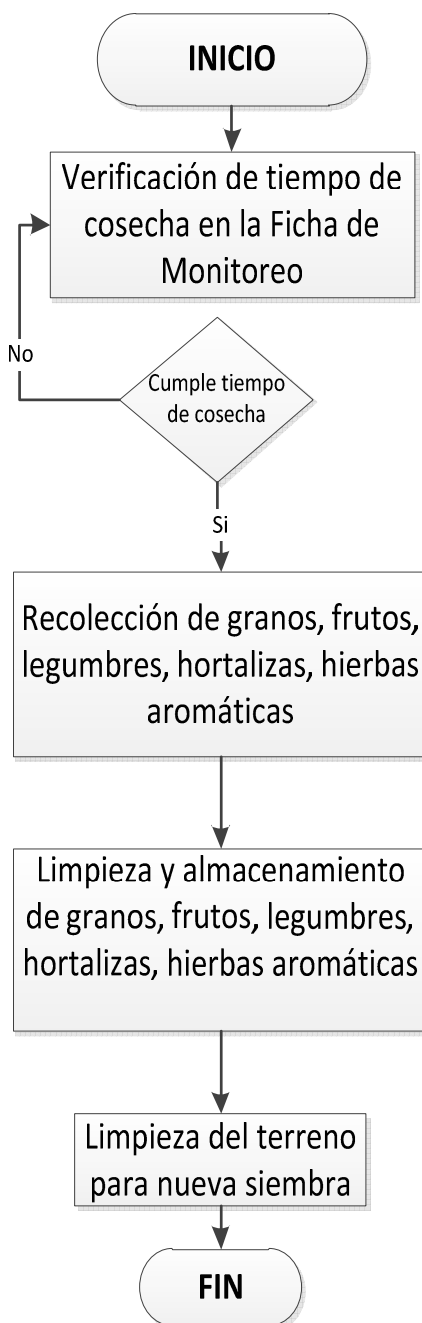 INICIO
Verificación de tiempo de
cosecha en la Ficha de
Monitoreo
No
Cumple tiempo
de cosecha
Si
Recolección de granos, frutos,
legumbres, hortalizas, hierbas
aromáticas
Limpieza y almacenamiento
de granos, frutos, legumbres,
hortalizas, hierbas aromáticas
Limpieza del terreno
para nueva siembra
FIN